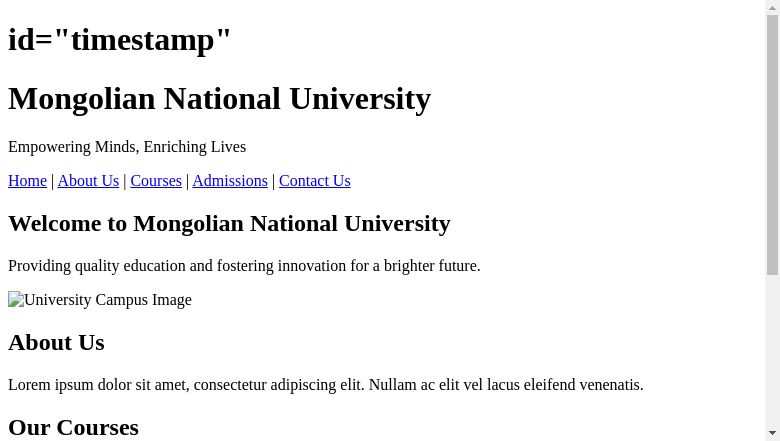 id="timestamp"
Mongolian National University
Empowering Minds, Enriching Lives
Home | About Us | Courses | Admissions | Contact Us
Welcome to Mongolian National University
Providing quality education and fostering innovation for a brighter future.
University Campus Image
About Us
Lorem ipsum dolor sit amet, consectetur adipiscing elit. Nullam ac elit vel lacus eleifend venenatis.
Our Courses